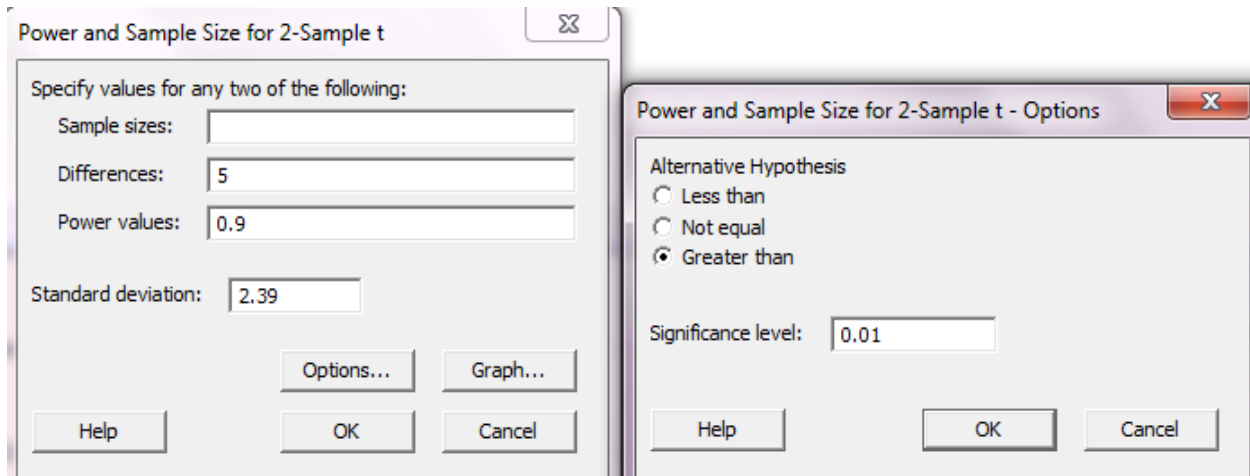 Power and Sample Size for 2-Sample t
Specify values for any two of the following:
Sample sizes:
Differences: 5
Power values: 0.9
Standard deviation: 2.39
Options... Graph...
Help OK Cancel
Power and Sample Size for 2-Sample t - Options
Alternative Hypothesis
Less than
Not equal
Greater than
Significance level: 0.01
Help OK Cancel